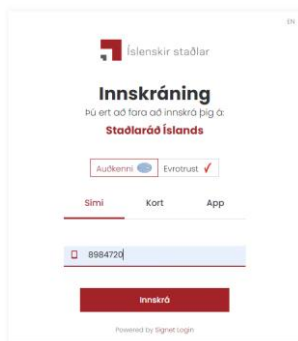 EN
Íslenskir staðlar
Innskráning
Þú ert að fara að innskrá þig á:
Staðlaráð Íslands
Auðkenni Evrotrust
Sími Kort App
8984720
Innskrá
Powered by Signet Login